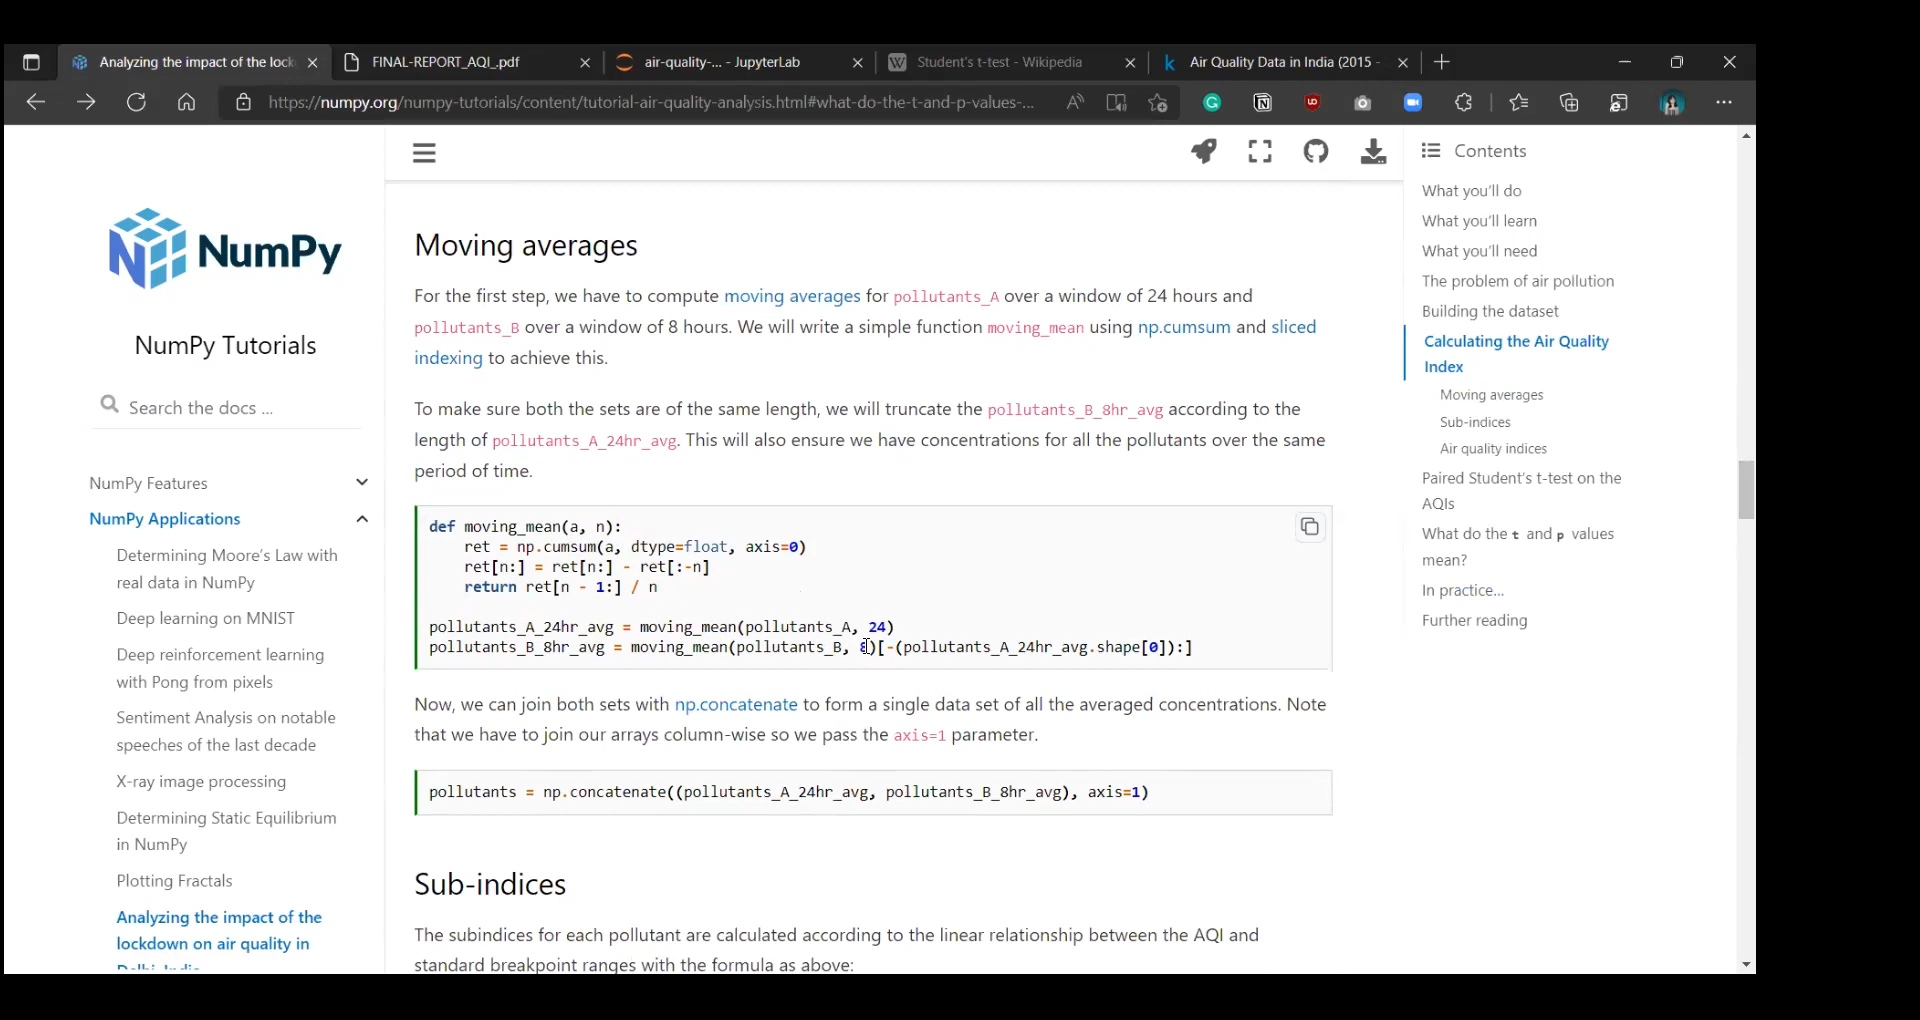 Analyzing the impact of the lock
FINAL-REPORT_AQI_.pdf
air-quality-... - JupyterLab
Student's t-test - Wikipedia
Air Quality Data in India (2015 -
https://numpy.org/numpy-tutorials/content/tutorial-air-quality-analysis.html#what-do-the-t-and-p-values-...
NumPy
NumPy Tutorials
Search the docs ...
NumPy Features
NumPy Applications
Determining Moore's Law with
real data in NumPy
Deep learning on MNIST
Deep reinforcement learning
with Pong from pixels
Sentiment Analysis on notable
speeches of the last decade
X-ray image processing
Determining Static Equilibrium
in NumPy
Plotting Fractals
Analyzing the impact of the
lockdown on air quality in
Delhi, India
Moving averages
For the first step, we have to compute moving averages for pollutants_A over a window of 24 hours and
pollutants_B over a window of 8 hours. We will write a simple function moving_mean using np.cumsum and sliced
indexing to achieve this.
To make sure both the sets are of the same length, we will truncate the pollutants_B_8hr_avg according to the
length of pollutants_A_24hr_avg. This will also ensure we have concentrations for all the pollutants over the same
period of time.
def moving_mean(a, n):
    ret = np.cumsum(a, dtype=float, axis=0)
    ret[n:] = ret[n:] - ret[:-n]
    return ret[n - 1:] / n
pollutants_A_24hr_avg = moving_mean(pollutants_A, 24)
pollutants_B_8hr_avg = moving_mean(pollutants_B, 8)[-(pollutants_A_24hr_avg.shape[0]):]
Now, we can join both sets with np.concatenate to form a single data set of all the averaged concentrations. Note
that we have to join our arrays column-wise so we pass the axis=1 parameter.
pollutants = np.concatenate((pollutants_A_24hr_avg, pollutants_B_8hr_avg), axis=1)
Sub-indices
The subindices for each pollutant are calculated according to the linear relationship between the AQI and
standard breakpoint ranges with the formula as above:
Contents
What you'll do
What you'll learn
What you'll need
The problem of air pollution
Building the dataset
Calculating the Air Quality
Index
Moving averages
Sub-indices
Air quality indices
Paired Student's t-test on the
AQIs
What do the t and p values
mean?
In practice...
Further reading